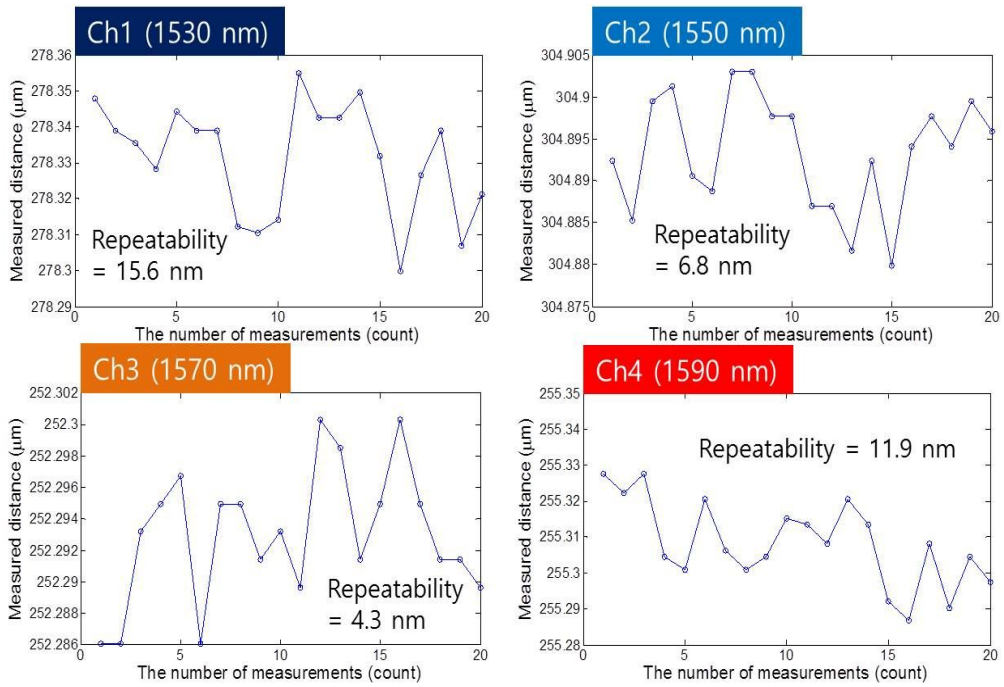 Ch1 (1530 nm)
278.36
278.35
278.34
278.33
278.32
278.31
278.3
278.29
Measured distance (μm)
Repeatability
= 15.6 nm
0 5 10 15 20
The number of measurements (count)
Ch2 (1550 nm)
304.905
304.9
304.895
304.89
304.885
304.88
304.875
Measured distance (μm)
Repeatability
= 6.8 nm
0 5 10 15 20
The number of measurements (count)
Ch3 (1570 nm)
252.302
252.3
252.298
252.296
252.294
252.292
252.29
252.288
252.286
Measured distance (μm)
Repeatability
= 4.3 nm
0 5 10 15 20
The number of measurements (count)
Ch4 (1590 nm)
255.35
255.34
255.33
255.32
255.31
255.3
255.29
255.28
Measured distance (μm)
Repeatability = 11.9 nm
0 5 10 15 20
The number of measurements (count)